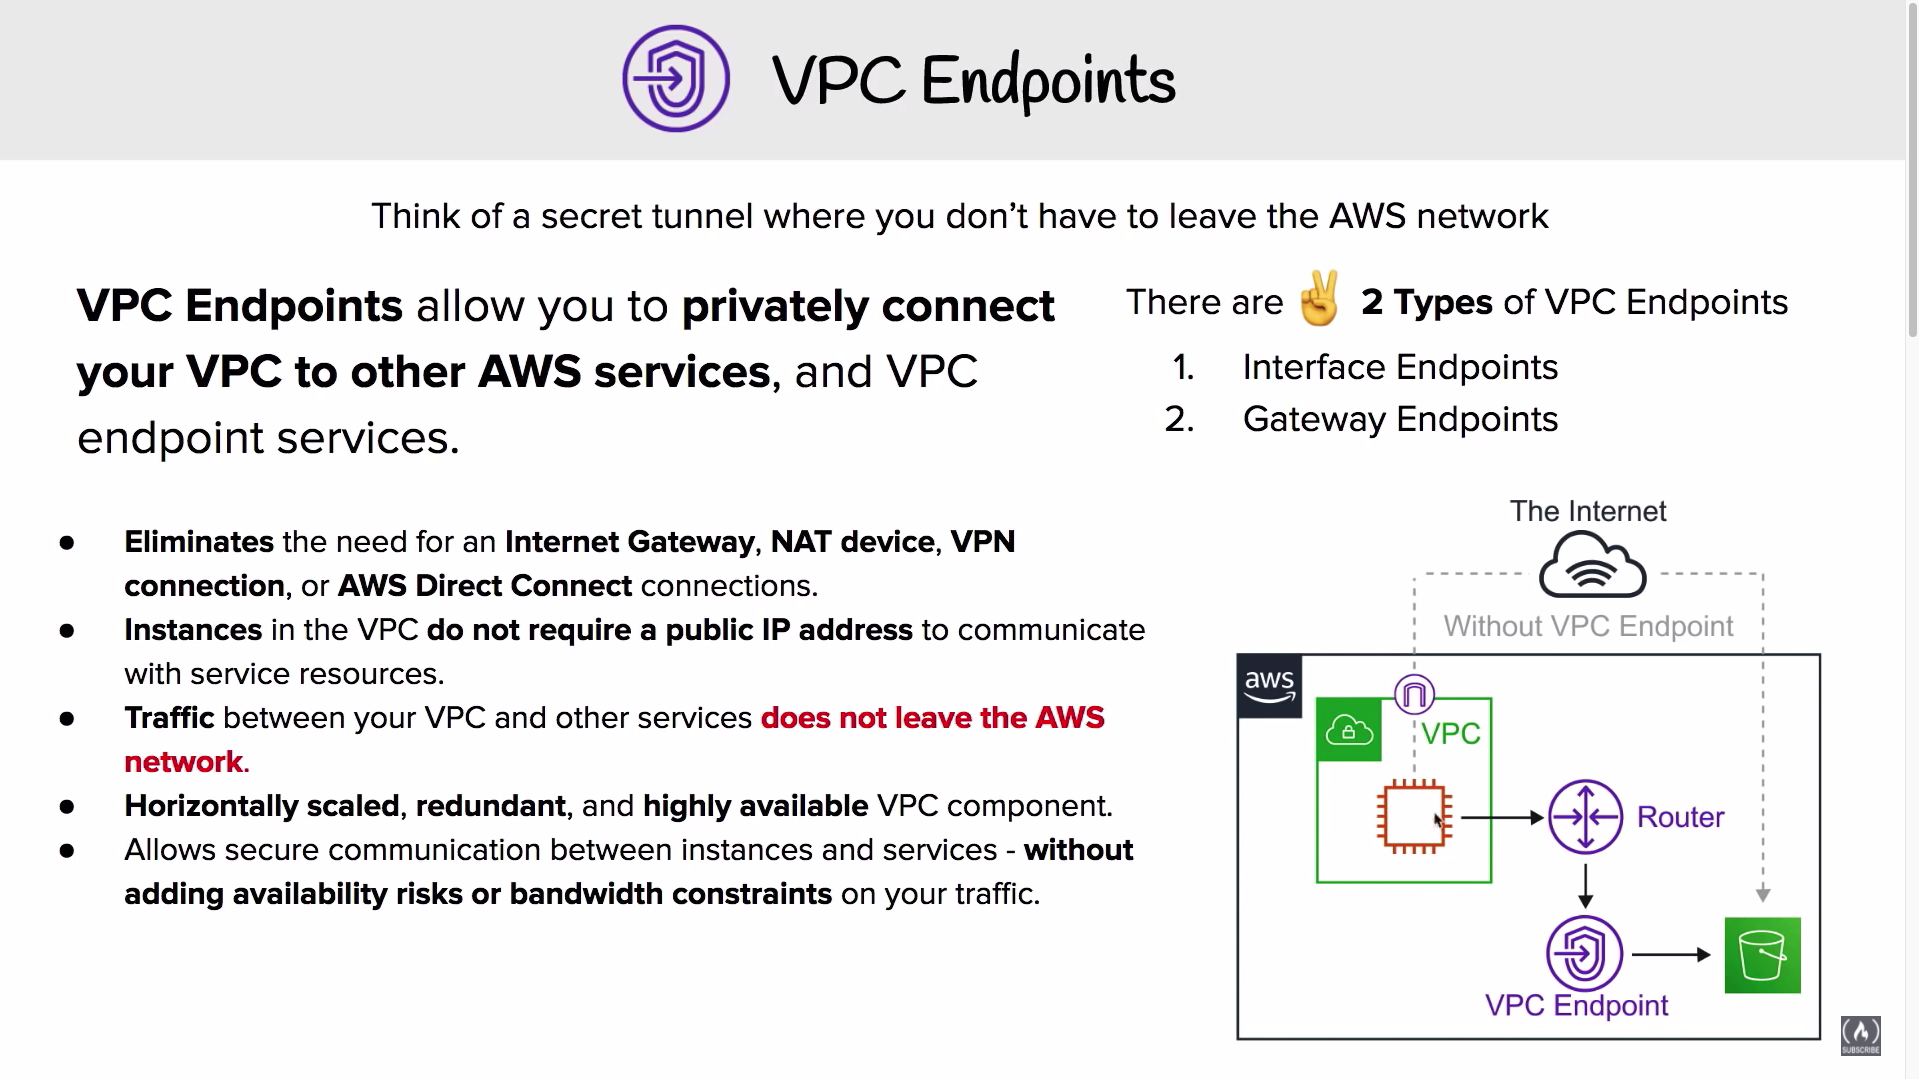 VPC Endpoints
Think of a secret tunnel where you don’t have to leave the AWS network
VPC Endpoints allow you to privately connect
your VPC to other AWS services, and VPC
endpoint services.
There are ✌ 2 Types of VPC Endpoints
1. Interface Endpoints
2. Gateway Endpoints
● Eliminates the need for an Internet Gateway, NAT device, VPN
connection, or AWS Direct Connect connections.
● Instances in the VPC do not require a public IP address to communicate
with service resources.
● Traffic between your VPC and other services does not leave the AWS
network.
● Horizontally scaled, redundant, and highly available VPC component.
● Allows secure communication between instances and services - without
adding availability risks or bandwidth constraints on your traffic.
The Internet
Without VPC Endpoint
aws
VPC
Router
VPC Endpoint
SUBSCRIBE